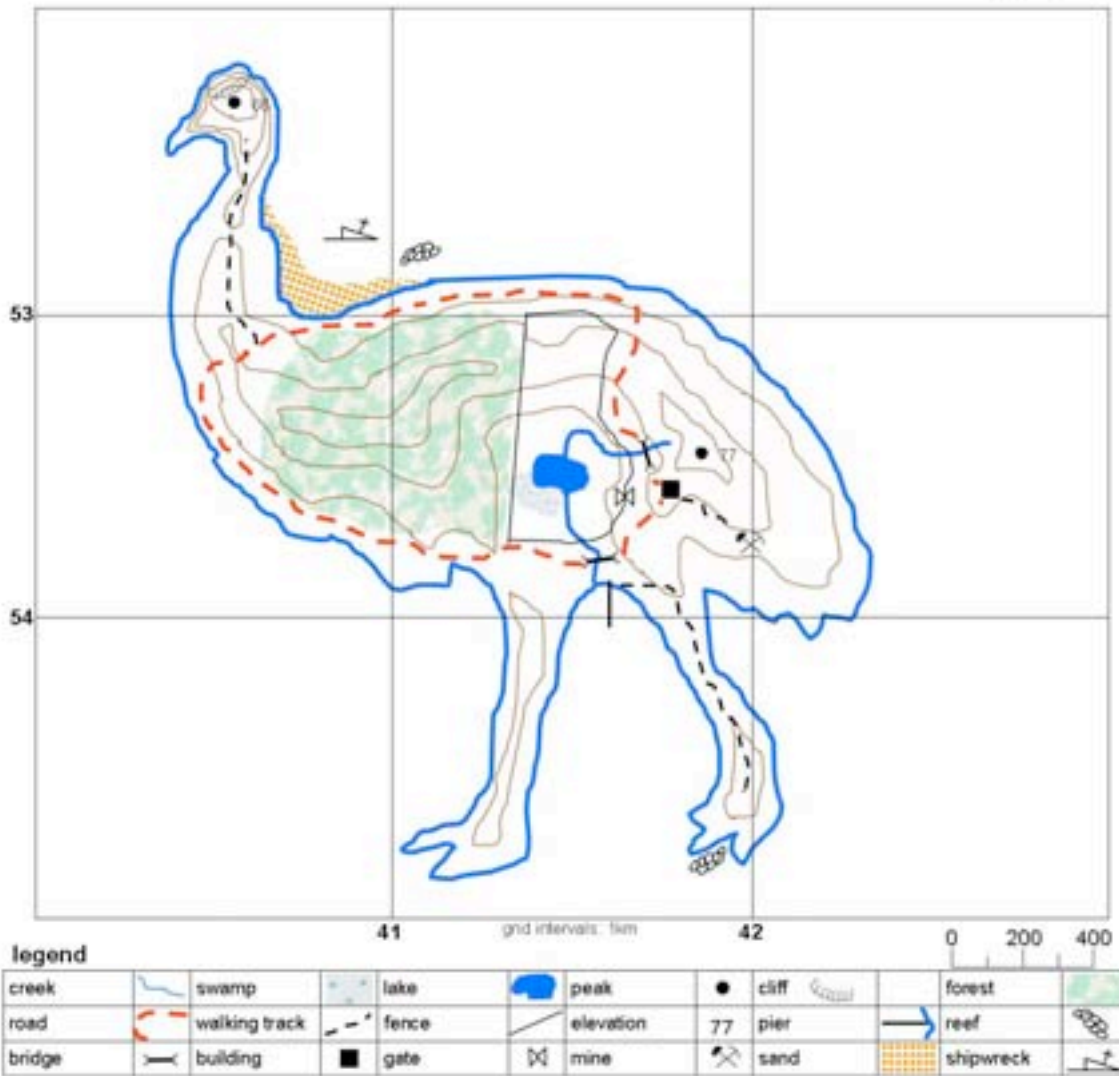 77
53
54
41
grid intervals: 1km
42
legend
0 200 400
creek swamp lake peak cliff forest
road walking track fence elevation 77 pier reef
bridge building gate mine sand shipwreck